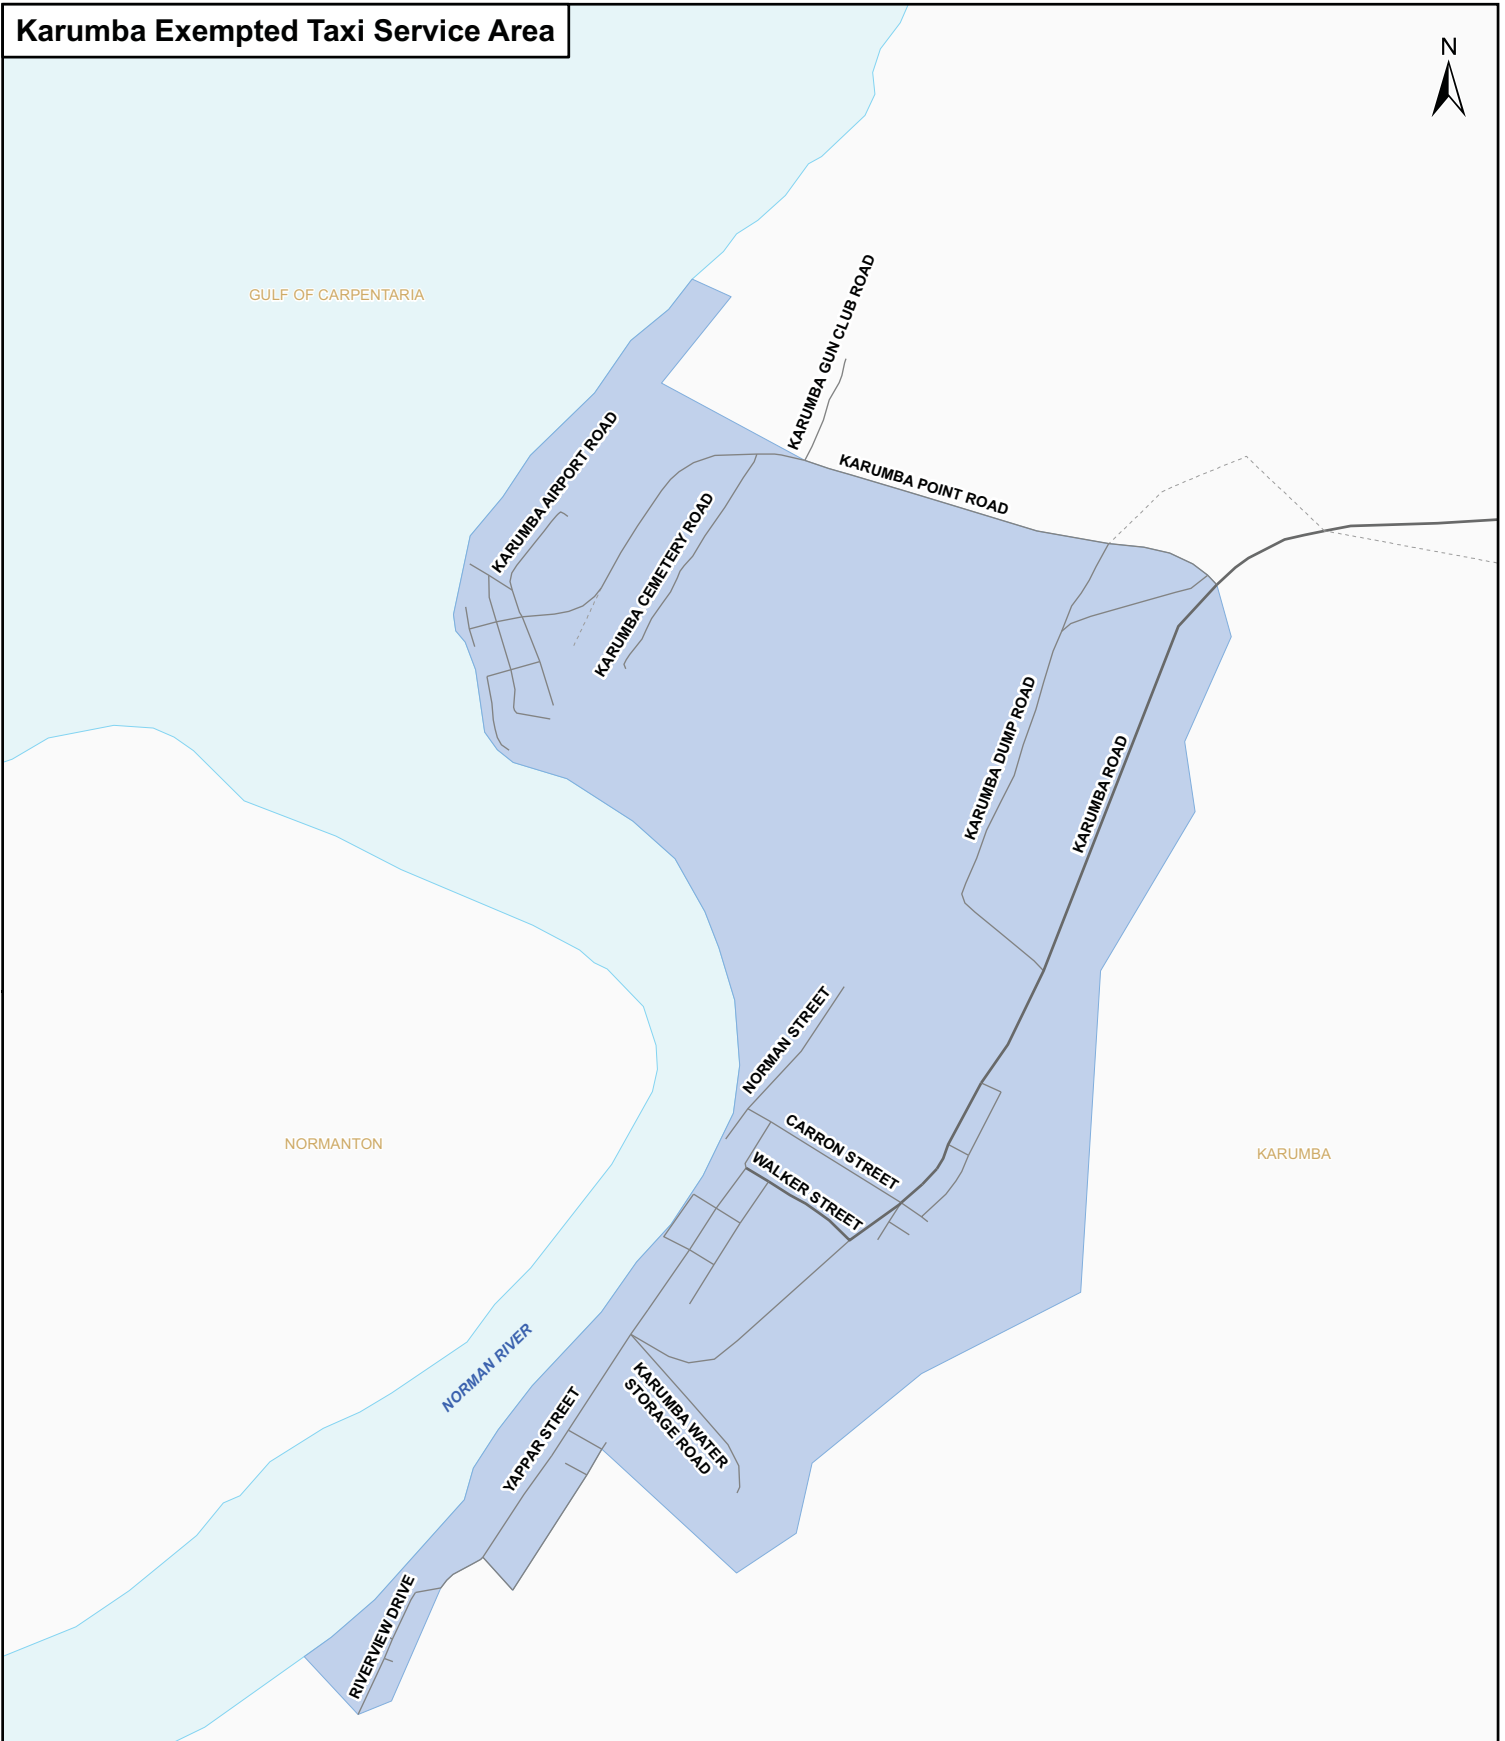 Karumba Exempted Taxi Service Area
N
GULF OF CARPENTARIA
KARUMBA GUN CLUB ROAD
KARUMBA AIRPORT ROAD
KARUMBA POINT ROAD
KARUMBA CEMETERY ROAD
KARUMBA DUMP ROAD
KARUMBA ROAD
NORMAN STREET
CARRON STREET
NORMANTON
KARUMBA
WALKER STREET
NORMAN RIVER
KARUMBA WATER
STORAGE ROAD
YAPPAR STREET
RIVERVIEW DRIVE